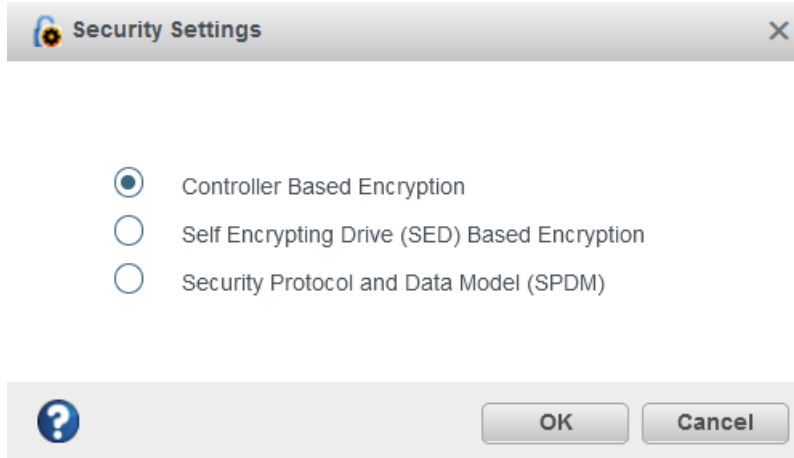 Security Settings
Controller Based Encryption
Self Encrypting Drive (SED) Based Encryption
Security Protocol and Data Model (SPDM)
?
OK Cancel